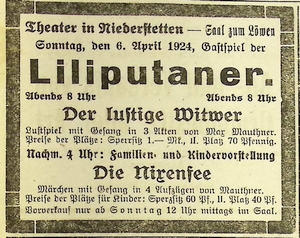 Theater in Niederstetten — Saal zum Löwen
Sonntag, den 6. April 1924, Gastspiel der
Liliputaner.
Abends 8 Uhr Abends 8 Uhr
Der lustige Witwer
Lustspiel mit Gesang in 3 Akten von Max Mauthner.
Preise der Plätze: Sperrsitz 1.— Mk., II. Platz 70 Pfennig.
Nachm. 4 Uhr: Familien- und Kindervorstellung
Die Nixenfee
Märchen mit Gesang in 4 Aufzügen von Mauthner.
Preise der Plätze für Kinder: Sperrsitz 60 Pf., II. Platz 40 Pf.
Vorverkauf nur ab Sonntag 12 Uhr mittags im Saal.